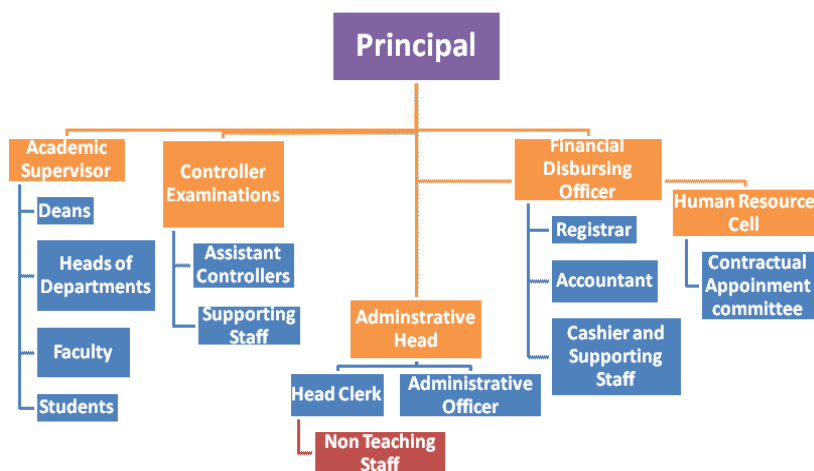 Principal
Academic
Supervisor
Deans
Heads of
Departments
Faculty
Students
Controller
Examinations
Assistant
Controllers
Supporting
Staff
Adminstrative
Head
Head Clerk
Non Teaching
Staff
Administrative
Officer
Financial
Disbursing
Officer
Registrar
Accountant
Cashier and
Supporting
Staff
Human Resource
Cell
Contractual
Appoinment
committee